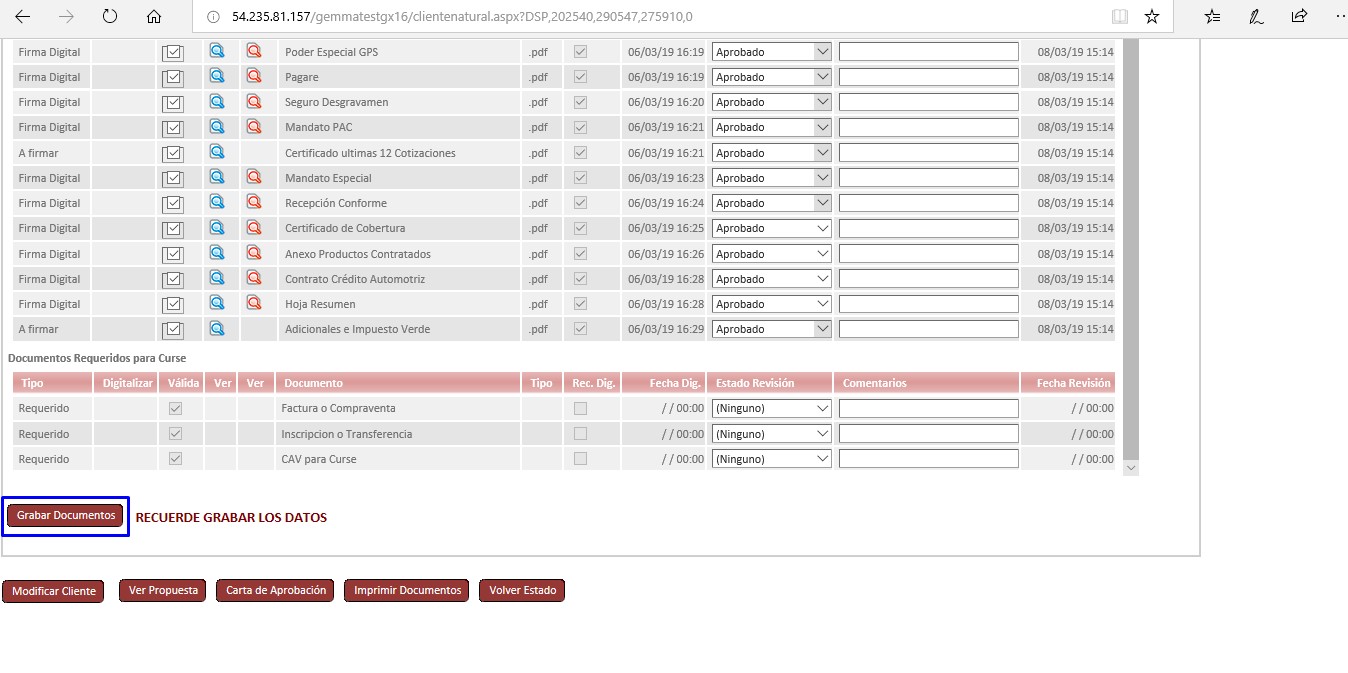 54.235.81.157/gemmatestgx16/clientenatural.aspx?DSP,202540,290547,275910,0
Firma Digital Poder Especial GPS .pdf 06/03/19 16:19 Aprobado 08/03/19 15:14
Firma Digital Pagare .pdf 06/03/19 16:19 Aprobado 08/03/19 15:14
Firma Digital Seguro Desgravamen .pdf 06/03/19 16:20 Aprobado 08/03/19 15:14
Firma Digital Mandato PAC .pdf 06/03/19 16:21 Aprobado 08/03/19 15:14
A firmar Certificado ultimas 12 Cotizaciones .pdf 06/03/19 16:21 Aprobado 08/03/19 15:14
Firma Digital Mandato Especial .pdf 06/03/19 16:23 Aprobado 08/03/19 15:14
Firma Digital Recepción Conforme .pdf 06/03/19 16:24 Aprobado 08/03/19 15:14
Firma Digital Certificado de Cobertura .pdf 06/03/19 16:25 Aprobado 08/03/19 15:14
Firma Digital Anexo Productos Contratados .pdf 06/03/19 16:26 Aprobado 08/03/19 15:14
Firma Digital Contrato Crédito Automotriz .pdf 06/03/19 16:28 Aprobado 08/03/19 15:14
Firma Digital Hoja Resumen .pdf 06/03/19 16:28 Aprobado 08/03/19 15:14
A firmar Adicionales e Impuesto Verde .pdf 06/03/19 16:29 Aprobado 08/03/19 15:14
Documentos Requeridos para Curse
Tipo Digitalizar Válida Ver Ver Documento Tipo Rec. Dig. Fecha Dig. Estado Revisión Comentarios Fecha Revisión
Requerido Factura o Compraventa / / 00:00 (Ninguno) / / 00:00
Requerido Inscripcion o Transferencia / / 00:00 (Ninguno) / / 00:00
Requerido CAV para Curse / / 00:00 (Ninguno) / / 00:00
Grabar Documentos RECUERDE GRABAR LOS DATOS
Modificar Cliente Ver Propuesta Carta de Aprobación Imprimir Documentos Volver Estado